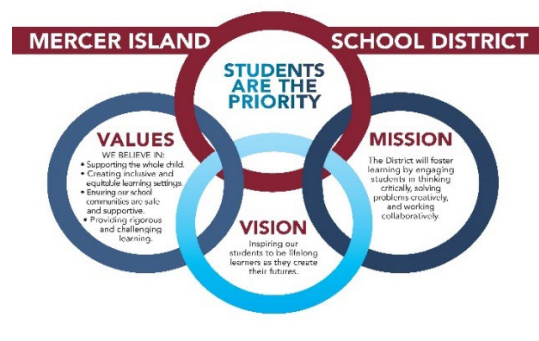 MERCER ISLAND SCHOOL DISTRICT
STUDENTS
ARE THE
PRIORITY
VALUES
WE BELIEVE IN:
• Supporting the whole child.
• Creating inclusive and
equitable learning settings.
• Ensuring our school
communities are safe
and supportive.
• Providing rigorous
and challenging
learning.
MISSION
The District will foster
learning by engaging
students in thinking
critically, solving
problems creatively,
and working
collaboratively.
VISION
Inspiring our
students to be lifelong
learners as they create
their futures.